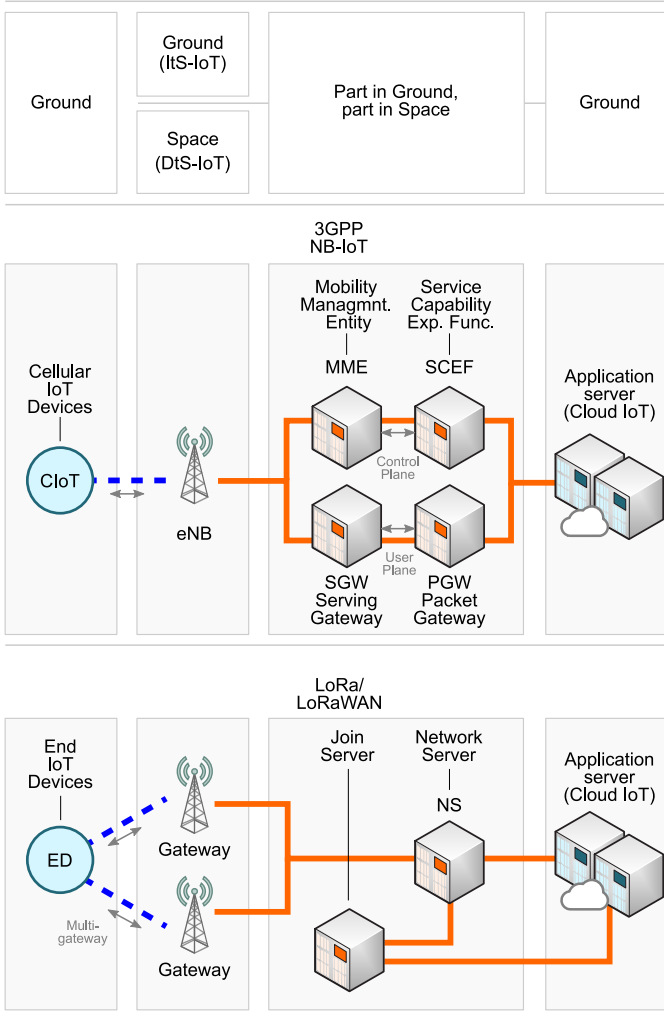 Ground
Ground
(ItS-IoT)
Space
(DtS-IoT)
Part in Ground,
part in Space
Ground
3GPP
NB-IoT
Mobility
Managmnt.
Entity
MME
Service
Capability
Exp. Func.
SCEF
Cellular
IoT
Devices
CIoT
eNB
Control
Plane
User
Plane
SGW
Serving
Gateway
PGW
Packet
Gateway
Application
server
(Cloud IoT)
LoRa/
LoRaWAN
End
IoT
Devices
ED
Multi-
gateway
Gateway
Gateway
Join
Server
Network
Server
NS
Application
server
(Cloud IoT)